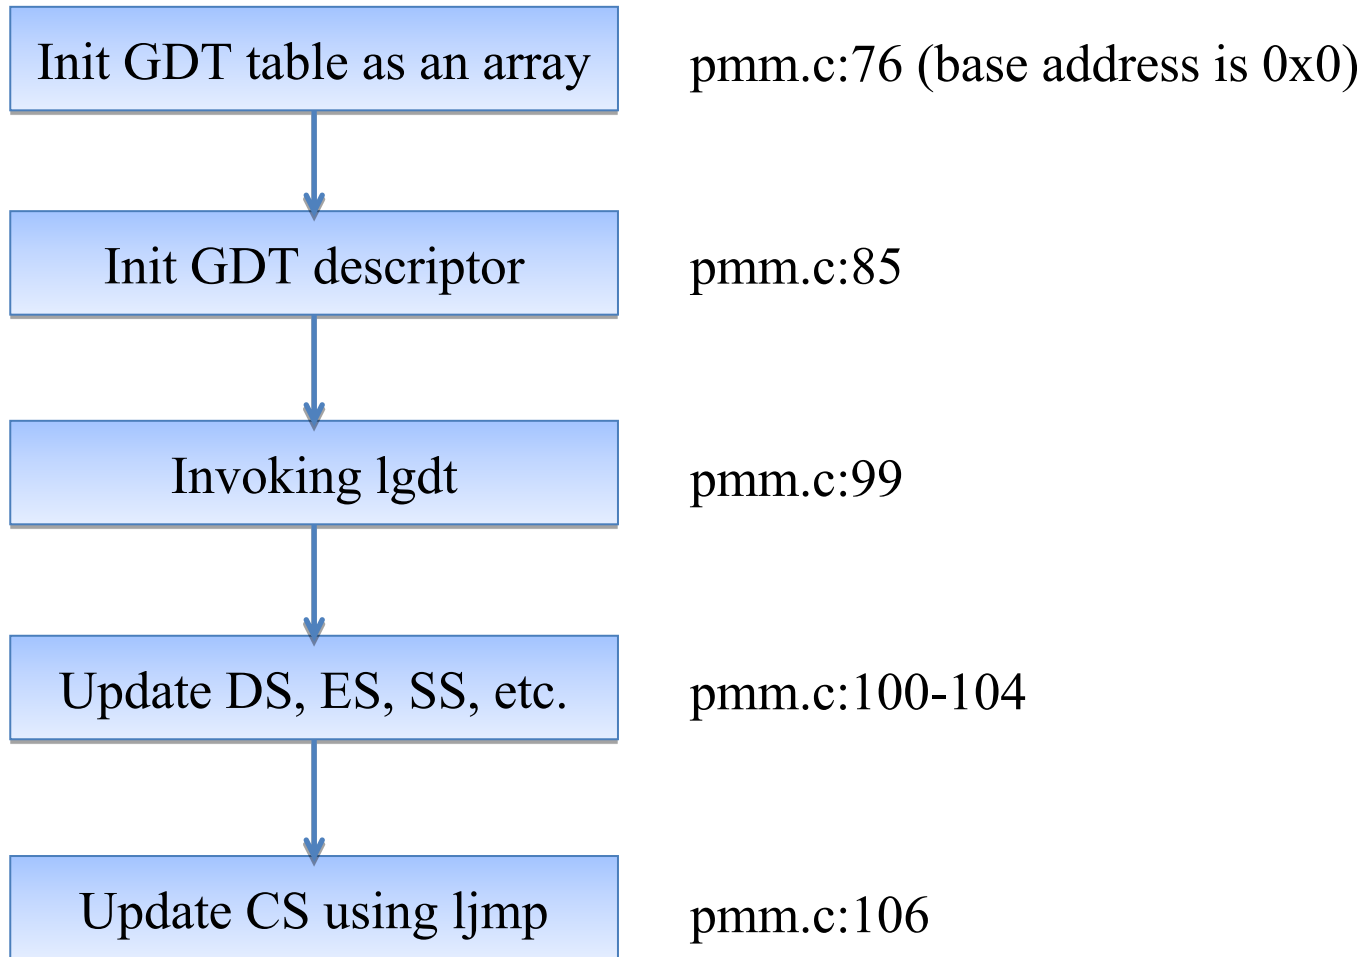 Init GDT table as an array pmm.c:76 (base address is 0x0)
Init GDT descriptor pmm.c:85
Invoking lgdt pmm.c:99
Update DS, ES, SS, etc. pmm.c:100-104
Update CS using ljmp pmm.c:106